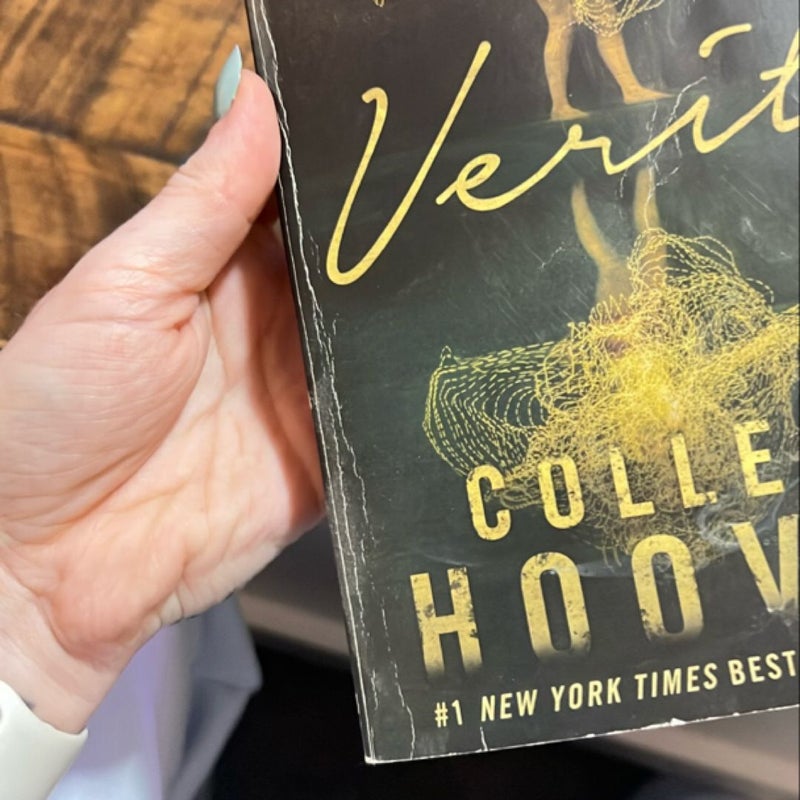 Verit
COLLE
HOOV
#1 NEW YORK TIMES BEST